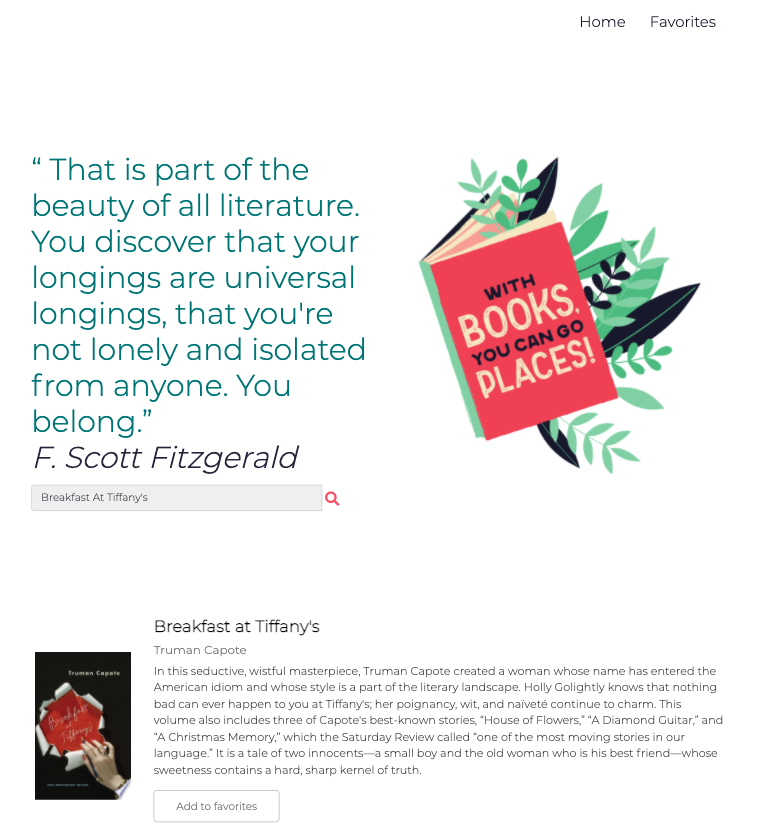 Home Favorites
“ That is part of the
beauty of all literature.
You discover that your
longings are universal
longings, that you're
not lonely and isolated
from anyone. You
belong.”
F. Scott Fitzgerald
Breakfast At Tiffany's
WITH
BOOKS,
YOU CAN GO
PLACES!
Breakfast at Tiffany's
Truman Capote
In this seductive, wistful masterpiece, Truman Capote created a woman whose name has entered the
American idiom and whose style is a part of the literary landscape. Holly Golightly knows that nothing
bad can ever happen to you at Tiffany's; her poignancy, wit, and naïveté continue to charm. This
volume also includes three of Capote's best-known stories, “House of Flowers,” “A Diamond Guitar,” and
“A Christmas Memory,” which the Saturday Review called “one of the most moving stories in our
language.” It is a tale of two innocents—a small boy and the old woman who is his best friend—whose
sweetness contains a hard, sharp kernel of truth.
Truman Capote
Breakfast
at
Tiffany's
Add to favorites